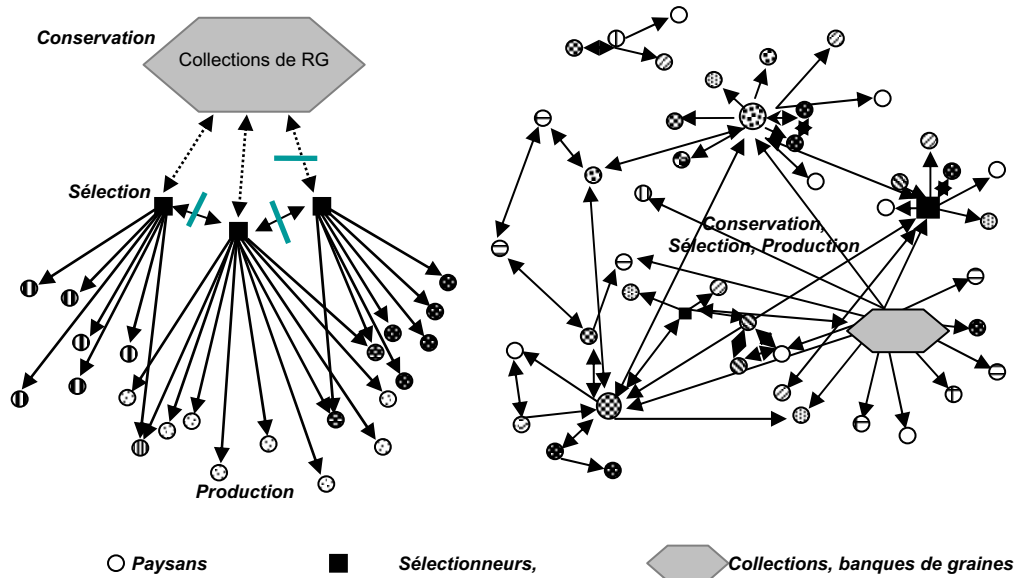 Conservation
Collections de RG
Sélection
Production
Conservation,
Sélection, Production
Paysans
Sélectionneurs,
Collections, banques de graines